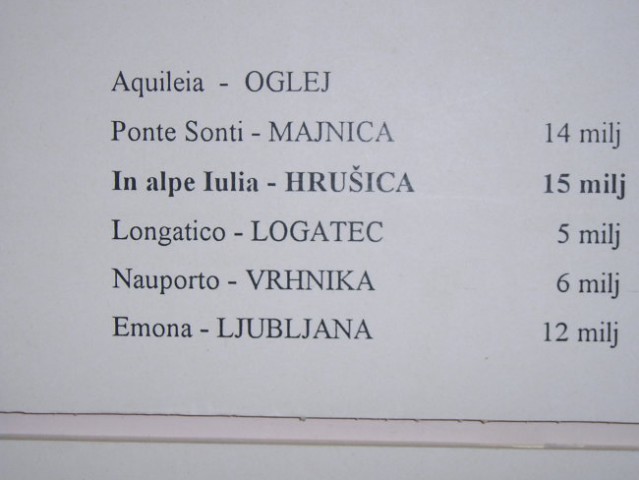 Aquileia - OGLEJ
Ponte Sonti - MAJNICA 14 milj
In alpe Iulia - HRUŠICA 15 milj
Longatico - LOGATEC 5 milj
Nauporto - VRHNIKA 6 milj
Emona - LJUBLJANA 12 milj